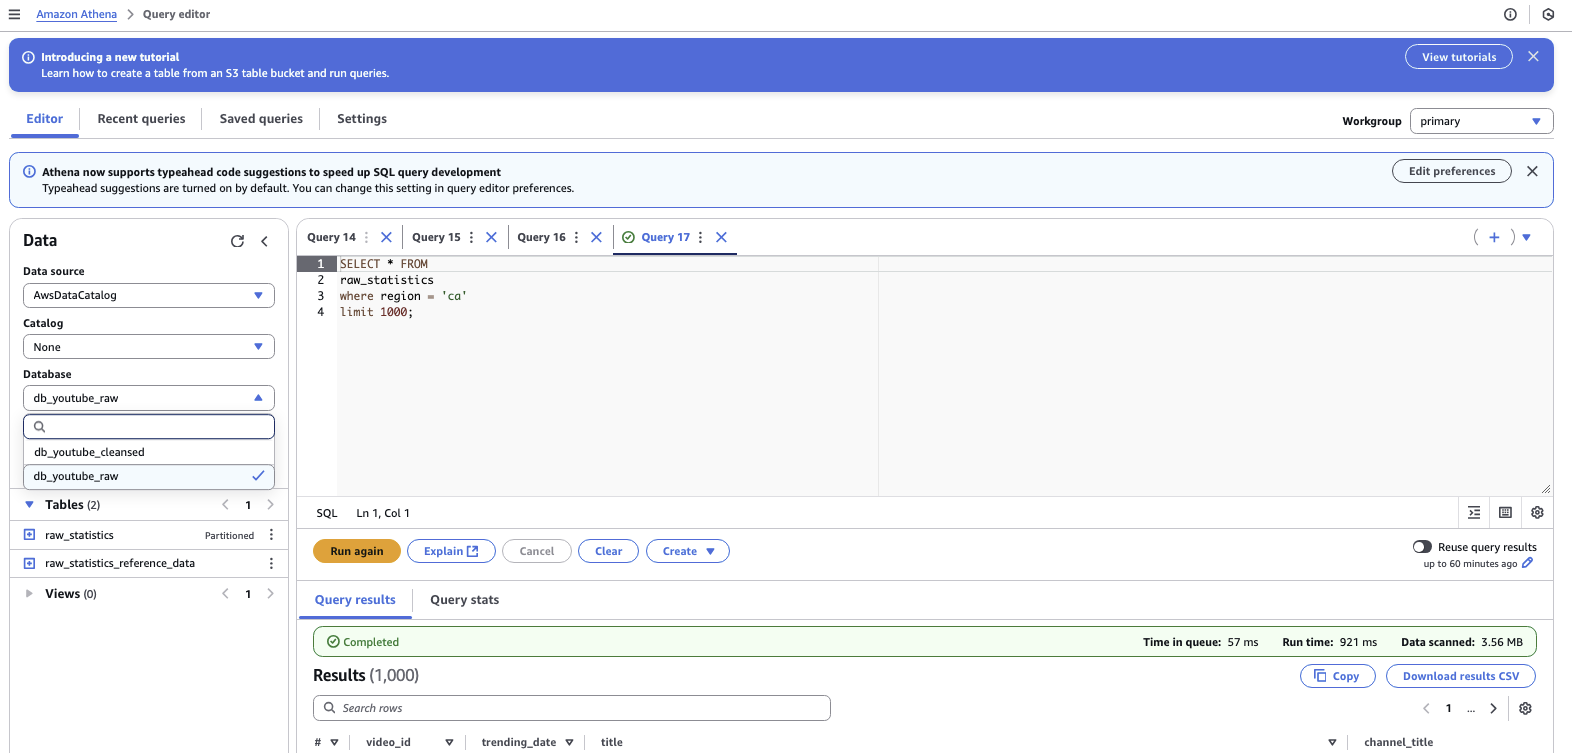 Amazon Athena > Query editor
Introducing a new tutorial
Learn how to create a table from an S3 table bucket and run queries.
View tutorials
Editor
Recent queries
Saved queries
Settings
Workgroup
primary
Athena now supports typeahead code suggestions to speed up SQL query development
Typeahead suggestions are turned on by default. You can change this setting in query editor preferences.
Edit preferences
Data
Data source
AwsDataCatalog
Catalog
None
Database
db_youtube_raw
db_youtube_cleansed
db_youtube_raw
Tables (2)
1
raw_statistics
Partitioned
raw_statistics_reference_data
Views (0)
1
Query 14
Query 15
Query 16
Query 17
1 SELECT * FROM
2 raw_statistics
3 where region = 'ca'
4 limit 1000;
SQL
Ln 1, Col 1
Run again
Explain
Cancel
Clear
Create
Reuse query results
up to 60 minutes ago
Query results
Query stats
Completed
Time in queue: 57 ms
Run time: 921 ms
Data scanned: 3.56 MB
Results (1,000)
Copy
Download results CSV
Search rows
1 ...
#
video_id
trending_date
title
channel_title